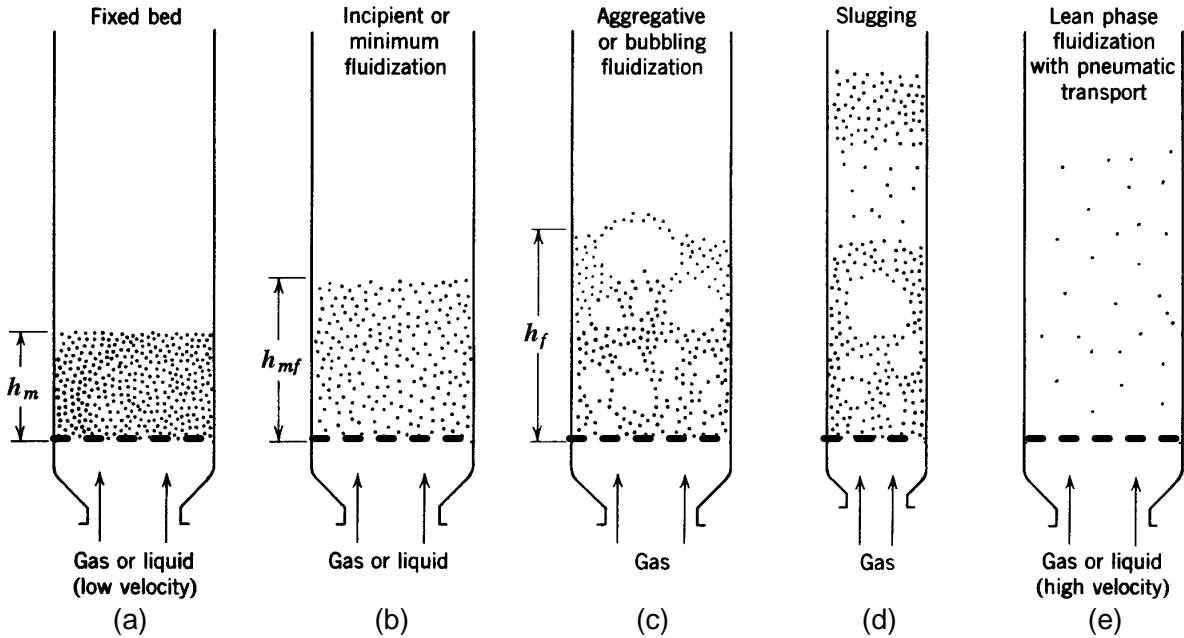 Fixed bed
Incipient or
minimum
fluidization
Aggregative
or bubbling
fluidization
Slugging
Lean phase
fluidization
with pneumatic
transport
h_m
h_mf
h_f
Gas or liquid
(low velocity)
Gas or liquid
Gas
Gas
Gas or liquid
(high velocity)
(a)
(b)
(c)
(d)
(e)